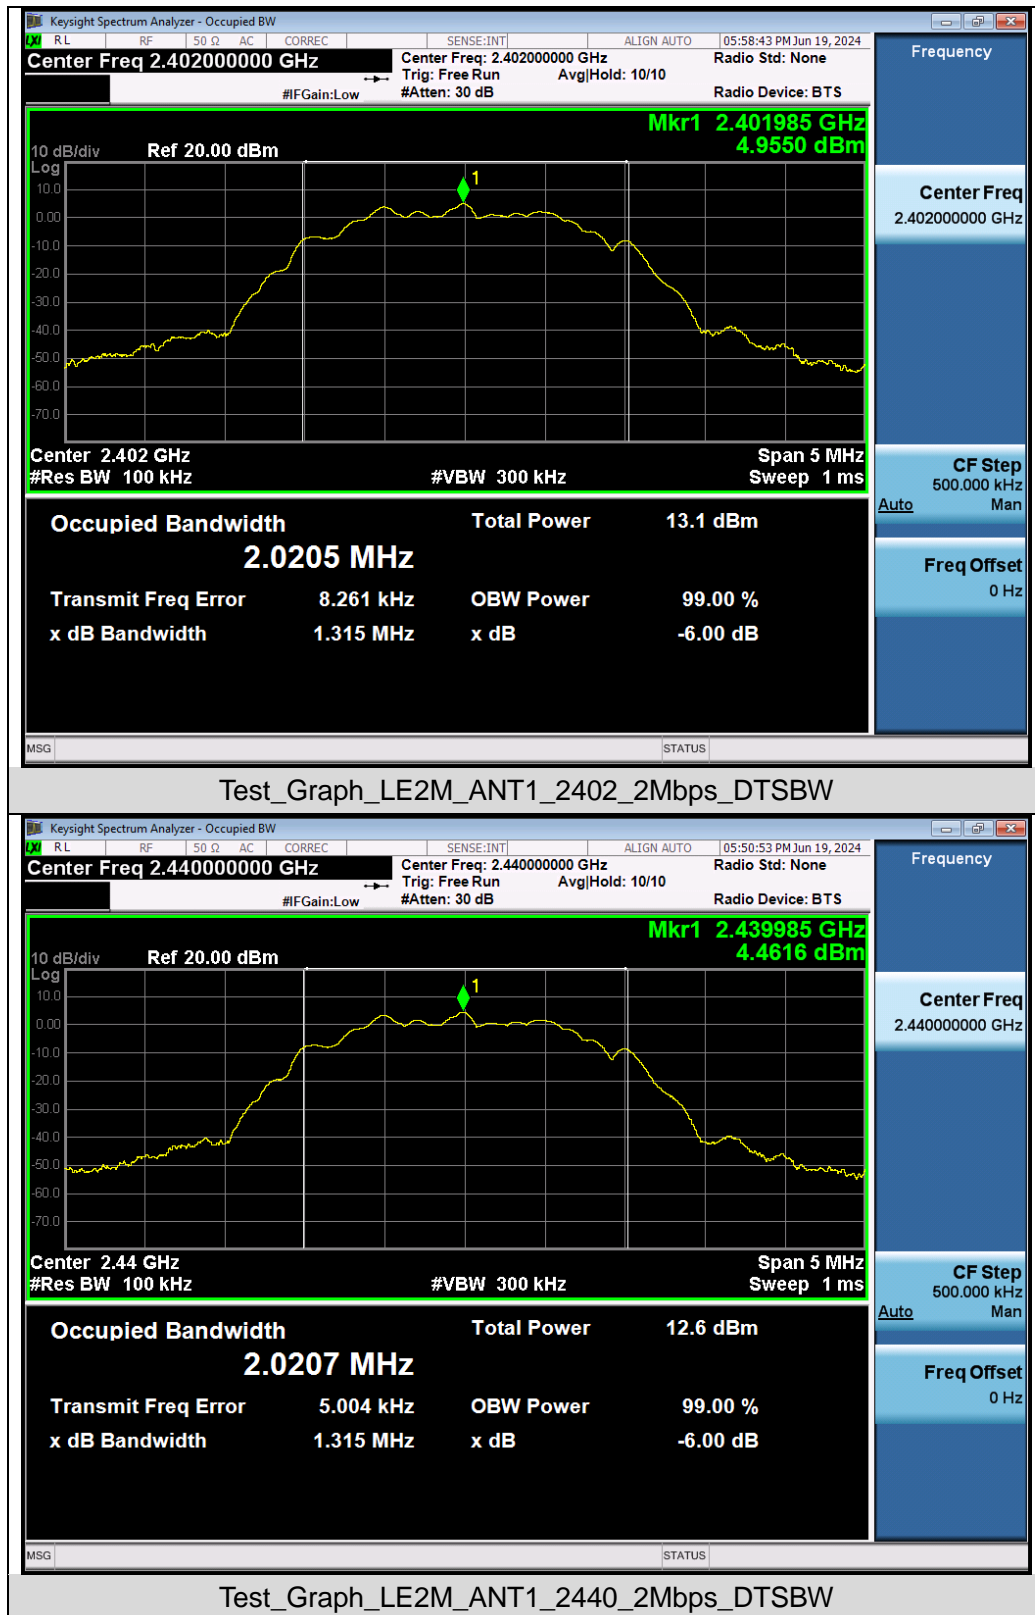 Keysight Spectrum Analyzer - Occupied BW
LXI RL RF 50 Ω AC CORREC SENSE:INT ALIGN AUTO 05:58:43 PM Jun 19, 2024
Center Freq 2.402000000 GHz
Center Freq: 2.402000000 GHz
Radio Std: None
Trig: Free Run Avg|Hold: 10/10
#IFGain:Low
#Atten: 30 dB
Radio Device: BTS
Mkr1 2.401985 GHz
4.9550 dBm
10 dB/div Ref 20.00 dBm
Log
10.0
0.00
-10.0
-20.0
-30.0
-40.0
-50.0
-60.0
-70.0
1
Center 2.402 GHz
Span 5 MHz
#Res BW 100 kHz
#VBW 300 kHz
Sweep 1 ms
Occupied Bandwidth
Total Power 13.1 dBm
2.0205 MHz
Transmit Freq Error 8.261 kHz
OBW Power 99.00 %
x dB Bandwidth 1.315 MHz
x dB -6.00 dB
MSG
STATUS
Frequency
Center Freq
2.402000000 GHz
CF Step
500.000 kHz
Auto Man
Freq Offset
0 Hz
Test_Graph_LE2M_ANT1_2402_2Mbps_DTSBW
Keysight Spectrum Analyzer - Occupied BW
LXI RL RF 50 Ω AC CORREC SENSE:INT ALIGN AUTO 05:50:53 PM Jun 19, 2024
Center Freq 2.440000000 GHz
Center Freq: 2.440000000 GHz
Radio Std: None
Trig: Free Run Avg|Hold: 10/10
#IFGain:Low
#Atten: 30 dB
Radio Device: BTS
Mkr1 2.439985 GHz
4.4616 dBm
10 dB/div Ref 20.00 dBm
Log
10.0
0.00
-10.0
-20.0
-30.0
-40.0
-50.0
-60.0
-70.0
1
Center 2.44 GHz
Span 5 MHz
#Res BW 100 kHz
#VBW 300 kHz
Sweep 1 ms
Occupied Bandwidth
Total Power 12.6 dBm
2.0207 MHz
Transmit Freq Error 5.004 kHz
OBW Power 99.00 %
x dB Bandwidth 1.315 MHz
x dB -6.00 dB
MSG
STATUS
Frequency
Center Freq
2.440000000 GHz
CF Step
500.000 kHz
Auto Man
Freq Offset
0 Hz
Test_Graph_LE2M_ANT1_2440_2Mbps_DTSBW